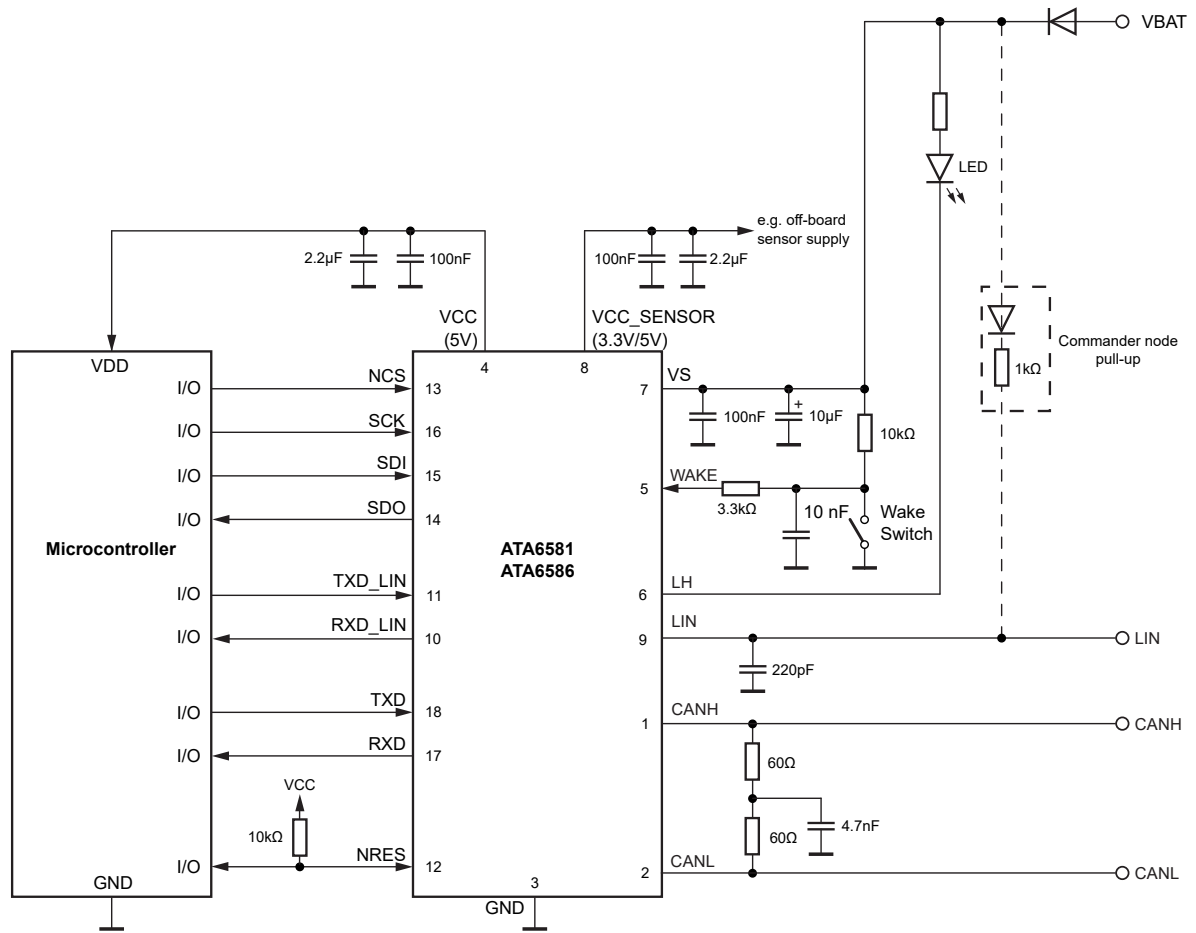 VBAT
LED
e.g. off-board
sensor supply
2.2µF
100nF
100nF
2.2µF
VCC
(5V)
VCC_SENSOR
(3.3V/5V)
Commander node
pull-up
1kΩ
VDD
4
8
I/O
NCS
13
7
VS
100nF
+
10µF
10kΩ
I/O
SCK
16
I/O
SDI
15
5
WAKE
3.3kΩ
10 nF
Wake
Switch
I/O
SDO
14
Microcontroller
ATA6581
ATA6586
I/O
TXD_LIN
11
6
LH
I/O
RXD_LIN
10
9
LIN
LIN
220pF
I/O
TXD
18
1
CANH
CANH
I/O
RXD
17
60Ω
VCC
10kΩ
60Ω
4.7nF
I/O
NRES
12
2
CANL
CANL
GND
3
GND